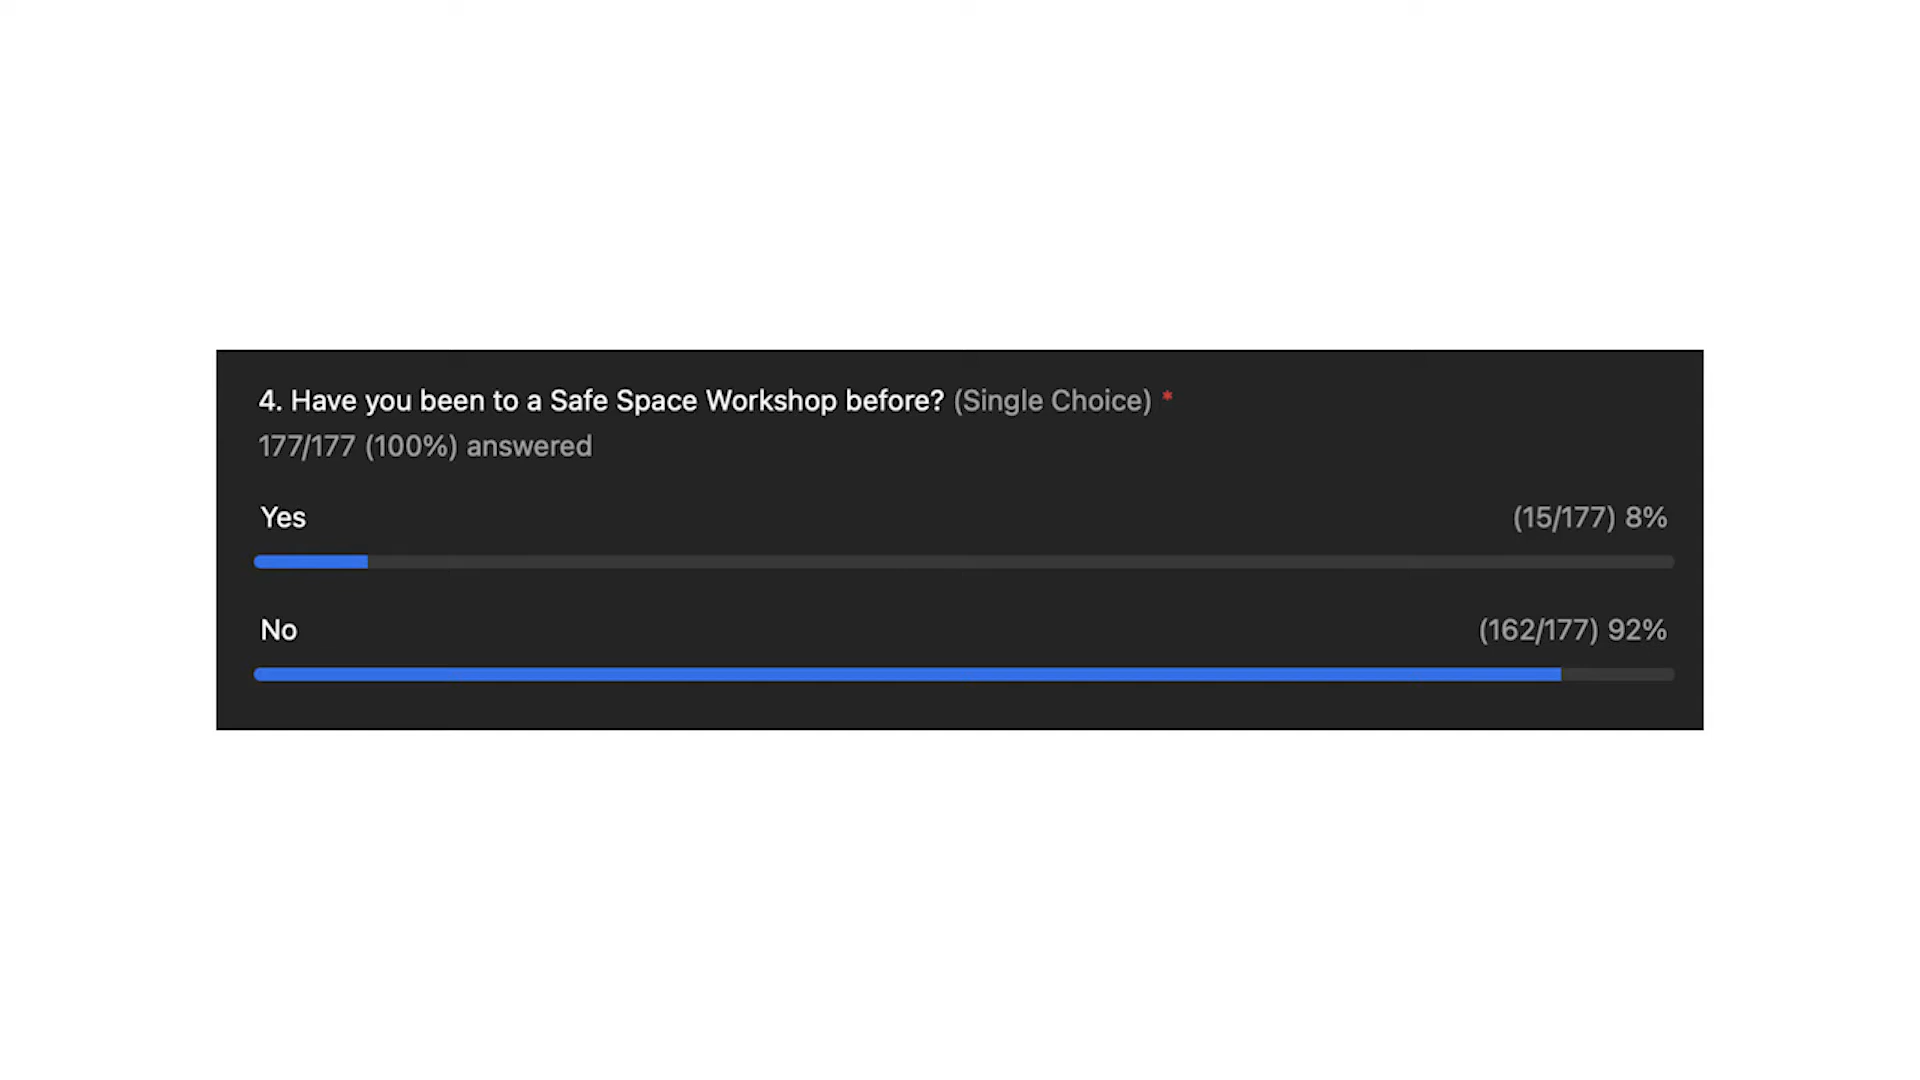 4. Have you been to a Safe Space Workshop before? (Single Choice) *
177/177 (100%) answered
Yes (15/177) 8%
No (162/177) 92%